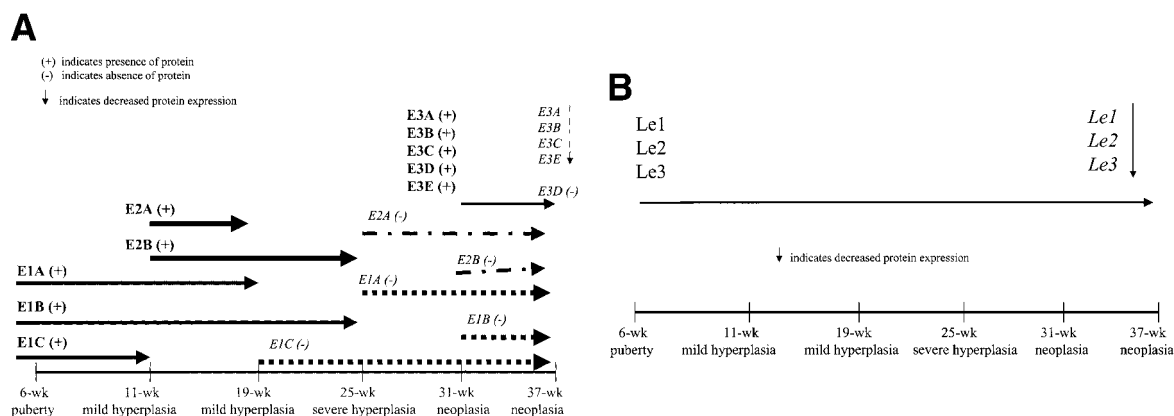 A
(+) indicates presence of protein
(-) indicates absence of protein
↓ indicates decreased protein expression
E3A (+)
E3B (+)
E3C (+)
E3D (+)
E3E (+)
E3A
E3B
E3C
E3E
E3D (-)
E2A (+)
E2A (-)
E2B (+)
E2B (-)
E1A (+)
E1A (-)
E1B (+)
E1B (-)
E1C (+)
E1C (-)
6-wk 11-wk 19-wk 25-wk 31-wk 37-wk
puberty mild hyperplasia mild hyperplasia severe hyperplasia neoplasia neoplasia
B
Le1
Le2
Le3
Le1
Le2
Le3
↓ indicates decreased protein expression
6-wk 11-wk 19-wk 25-wk 31-wk 37-wk
puberty mild hyperplasia mild hyperplasia severe hyperplasia neoplasia neoplasia